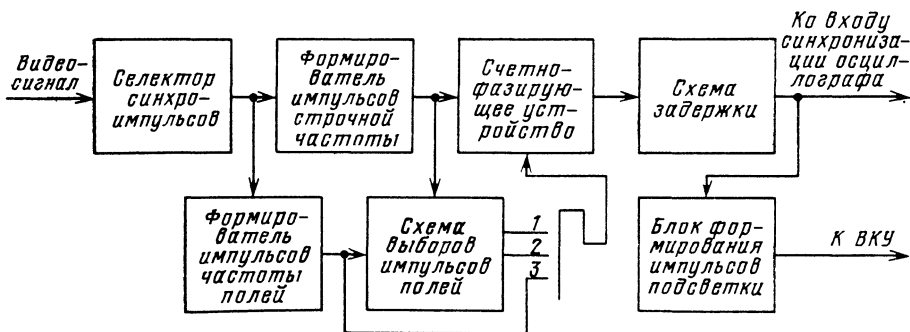 Видео-
сигнал
Селектор
синхро-
импульсов
Формиро-
ватель
импульсов
строчной
частоты
Счетно-
фазирую-
щее уст-
ройство
Схема
задержки
Ко входу
синхрониза-
ции осцил-
лографа
Формиро-
ватель
импульсов
частоты
полей
Схема
выборов
импульсов
полей
1
2
3
Блок фор-
мирования
импульсов
подсветки
К ВКУ